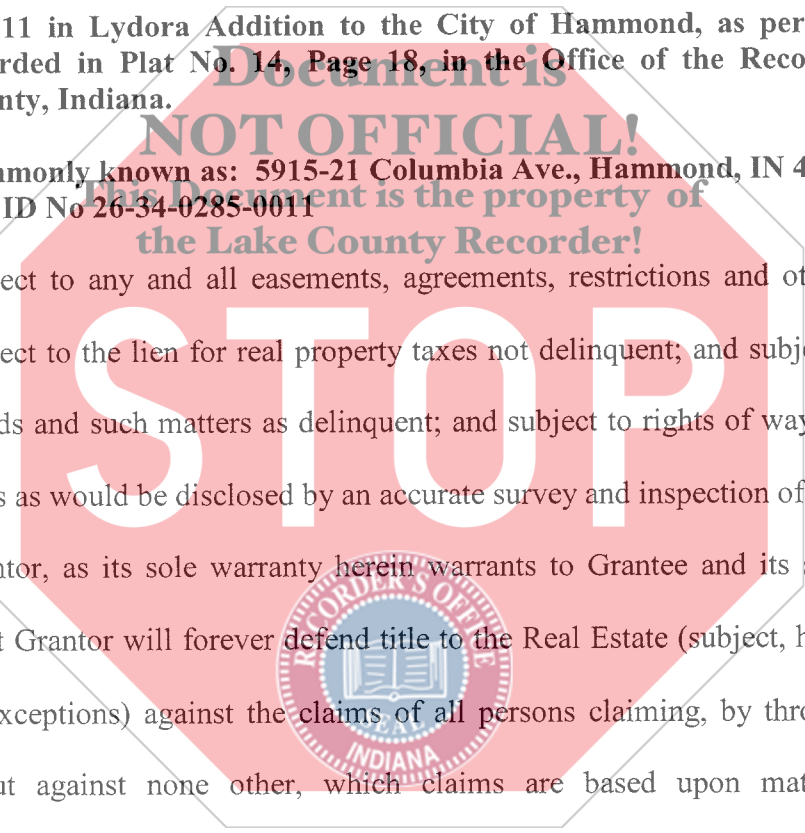 11 in Lydora Addition to the City of Hammond, as per
rded in Plat No. 14, Page 18, in the Office of the Reco
nty, Indiana.
Document is
NOT OFFICIAL!
mmonly known as: 5915-21 Columbia Ave., Hammond, IN 4
This Document is the property of
ID No 26-34-0285-0011
the Lake County Recorder!
ect to any and all easements, agreements, restrictions and ot
STOP
ect to the lien for real property taxes not delinquent; and subj
ds and such matters as delinquent; and subject to rights of way
s as would be disclosed by an accurate survey and inspection of
ntor, as its sole warranty herein warrants to Grantee and its
RECORDER'S OFFICE
t Grantor will forever defend title to the Real Estate (subject, h
xceptions) against the claims of all persons claiming, by thro
SEAL
INDIANA
ut against none other, which claims are based upon mat